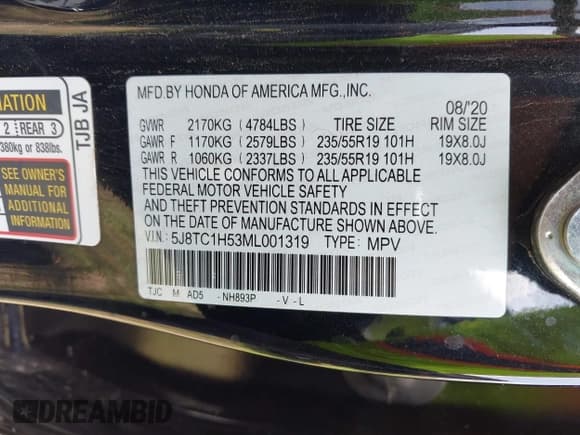 MATION
2 REAR 3
380kg or 838lbs.
SEE OWNER'S
MANUAL FOR
ADDITIONAL
INFORMATION
TJB JA
MFD.BY HONDA OF AMERICA MFG.,INC.
08/'20
GVWR 2170KG (4784LBS) TIRE SIZE RIM SIZE
GAWR F 1170KG (2579LBS) 235/55R19 101H 19X8.0J
GAWR R 1060KG (2337LBS) 235/55R19 101H 19X8.0J
THIS VEHICLE CONFORMS TO ALL APPLICABLE
FEDERAL MOTOR VEHICLE SAFETY
AND THEFT PREVENTION STANDARDS IN EFFECT
ON THE DATE OF MANUFACTURE SHOWN ABOVE.
V.I.N.: 5J8TC1H53ML001319 TYPE: MPV
TJC M AD5 - NH893P - V - L
DREAMBID